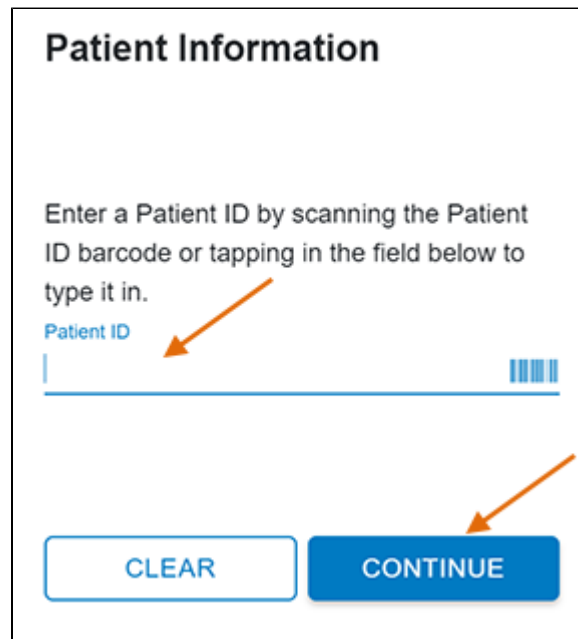 Patient Information
Enter a Patient ID by scanning the Patient
ID barcode or tapping in the field below to
type it in.
Patient ID
CLEAR
CONTINUE